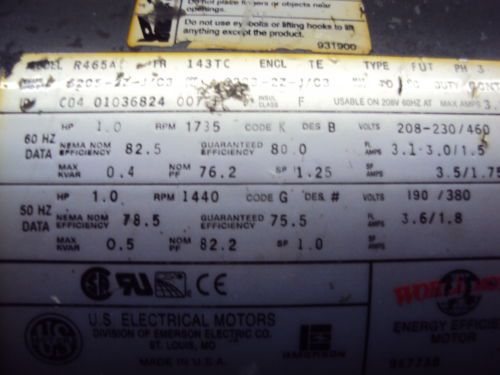 Do not place fingers or objects near
openings.
Do not use eyebolts or lifting hooks to lift
anything except the product.
931900
MODEL R465A FR 143TC ENCL TE TYPE FUT PH 3
ID C04 01036824 INSUL CLASS F USABLE ON 208V 60HZ AT MAX AMPS 3
HP 1.0 RPM 1735 CODE K DES B VOLTS 208-230/460
60 HZ DATA NEMA NOM EFFICIENCY 82.5 GUARANTEED EFFICIENCY 80.0 FL AMPS 3.1-3.0/1.5
MAX KVAR 0.4 NOM PF 76.2 SF 1.25 SF AMPS 3.5/1.75
HP 1.0 RPM 1440 CODE G DES # VOLTS 190/380
50 HZ DATA NEMA NOM EFFICIENCY 78.5 GUARANTEED EFFICIENCY 75.5 FL AMPS 3.6/1.8
MAX KVAR 0.5 NOM PF 82.2 SF 1.0 SF AMPS
U.S ELECTRICAL MOTORS
DIVISION OF EMERSON ELECTRIC CO.
ST. LOUIS, MO
MADE IN U.S.A.
EMERSON
ENERGY EFFICIE
MOTOR